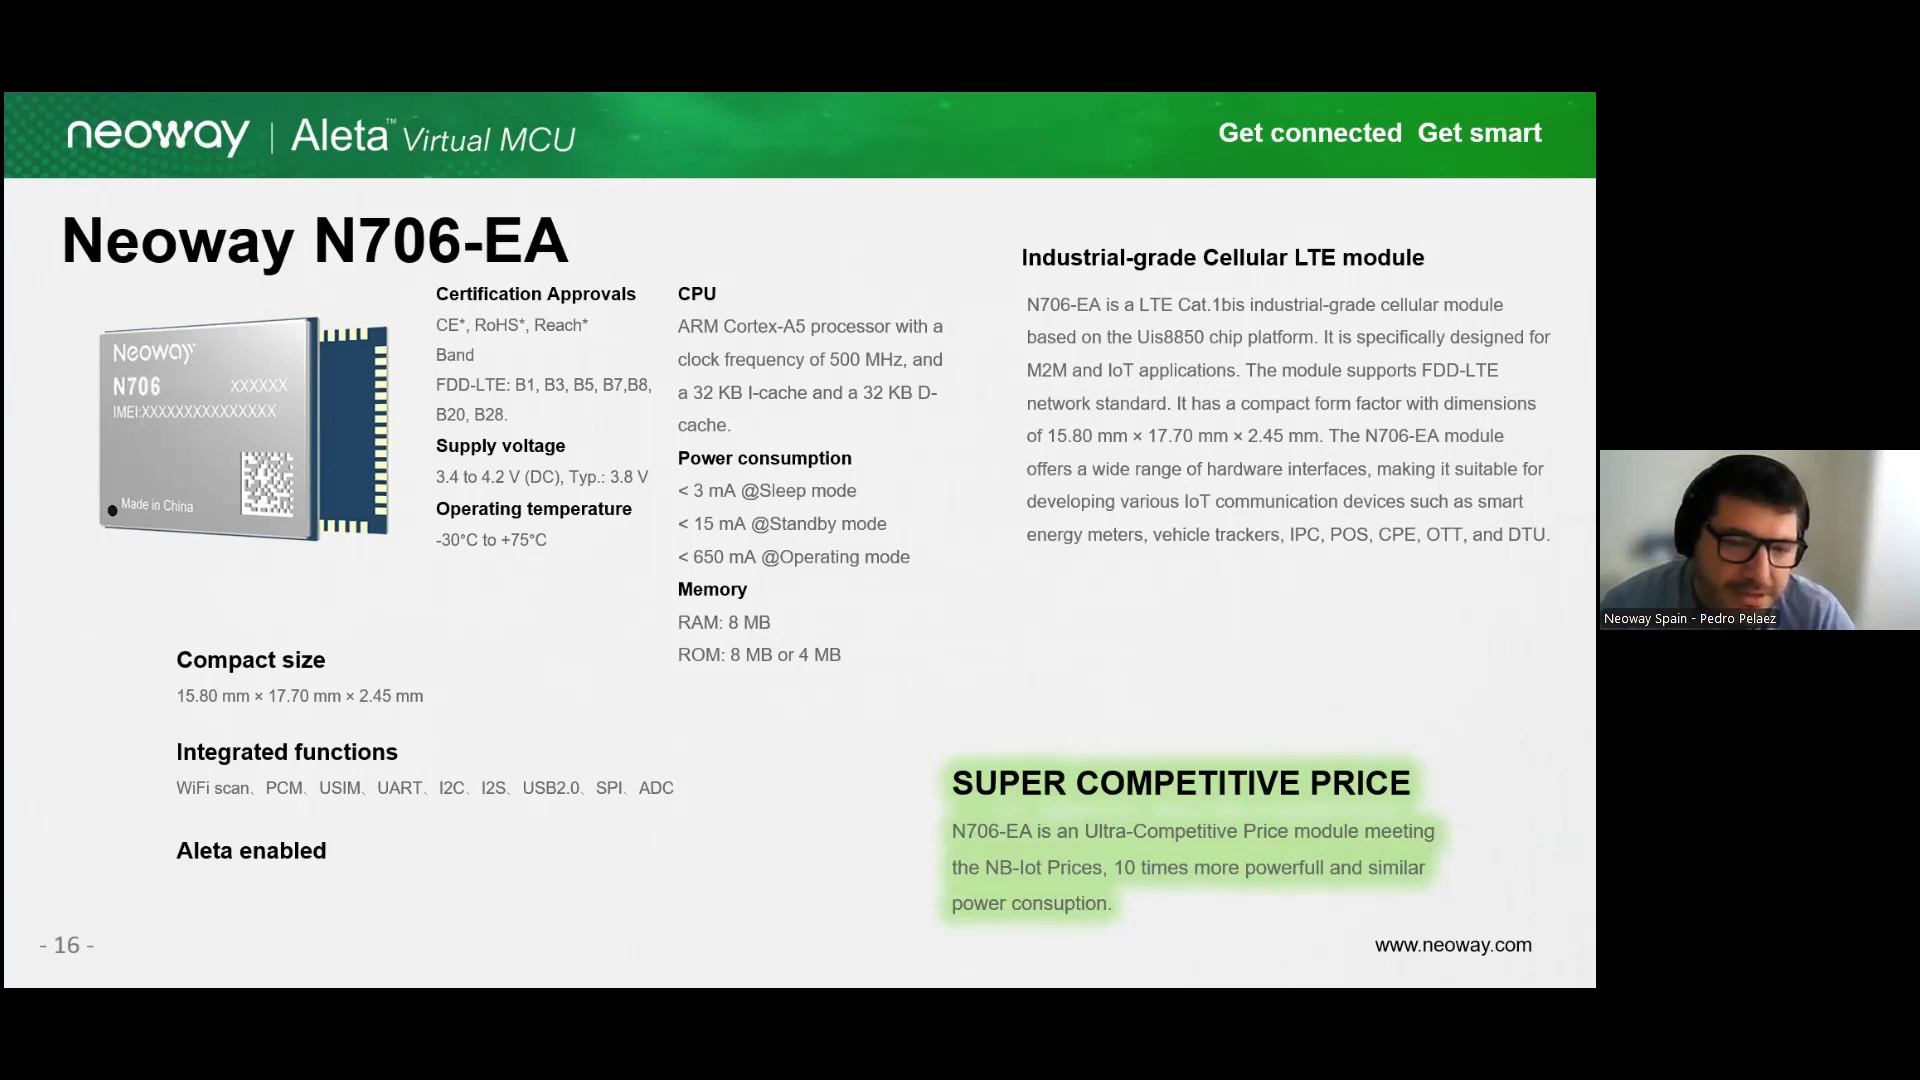 neoway | Aleta™ Virtual MCU
Get connected Get smart
Neoway N706-EA
Neoway
N706 XXXXXX
IMEI:XXXXXXXXXXXXXXX
Made in China
Certification Approvals
CE*, RoHS*, Reach*
Band
FDD-LTE: B1, B3, B5, B7,B8,
B20, B28.
Supply voltage
3.4 to 4.2 V (DC), Typ.: 3.8 V
Operating temperature
-30°C to +75°C
CPU
ARM Cortex-A5 processor with a
clock frequency of 500 MHz, and
a 32 KB I-cache and a 32 KB D-
cache.
Power consumption
< 3 mA @Sleep mode
< 15 mA @Standby mode
< 650 mA @Operating mode
Memory
RAM: 8 MB
ROM: 8 MB or 4 MB
Industrial-grade Cellular LTE module
N706-EA is a LTE Cat.1bis industrial-grade cellular module
based on the Uis8850 chip platform. It is specifically designed for
M2M and IoT applications. The module supports FDD-LTE
network standard. It has a compact form factor with dimensions
of 15.80 mm × 17.70 mm × 2.45 mm. The N706-EA module
offers a wide range of hardware interfaces, making it suitable for
developing various IoT communication devices such as smart
energy meters, vehicle trackers, IPC, POS, CPE, OTT, and DTU.
Compact size
15.80 mm × 17.70 mm × 2.45 mm
Integrated functions
WiFi scan、PCM、USIM、UART、I2C、I2S、USB2.0、SPI、ADC
Aleta enabled
SUPER COMPETITIVE PRICE
N706-EA is an Ultra-Competitive Price module meeting
the NB-Iot Prices, 10 times more powerfull and similar
power consuption.
- 16 -
www.neoway.com
Neoway Spain - Pedro Pelaez